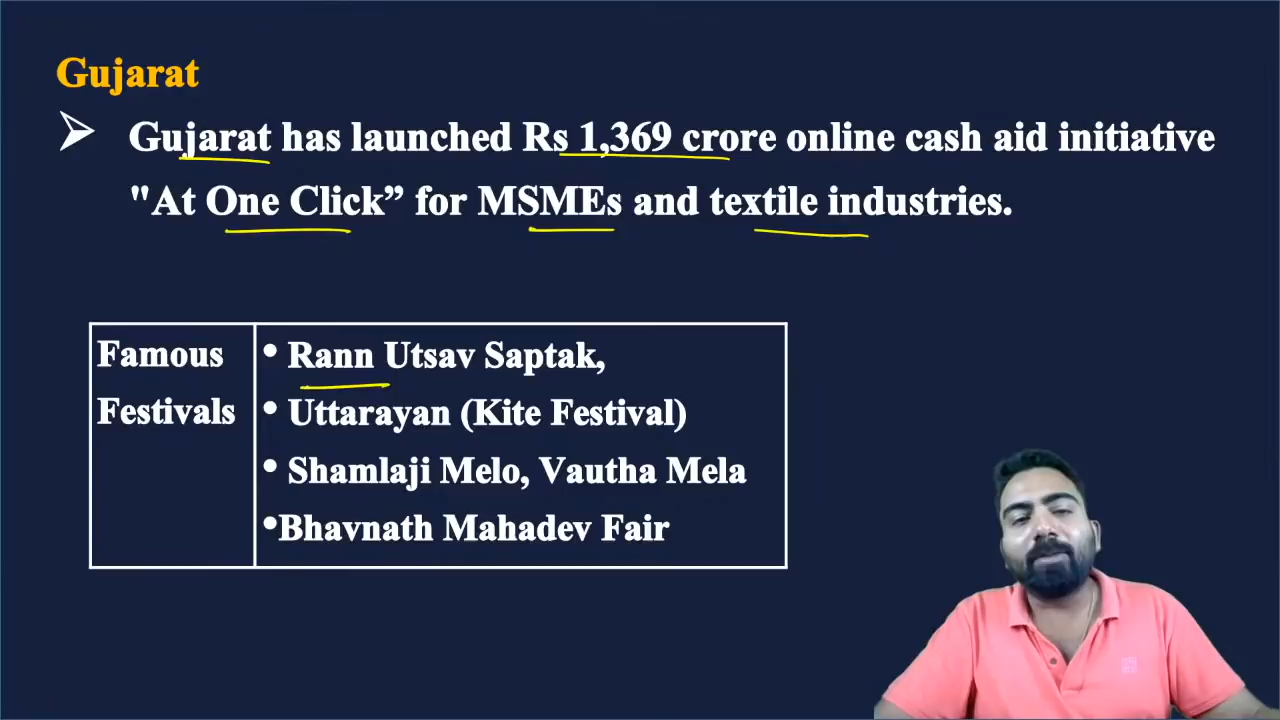 Gujarat
➢ Gujarat has launched Rs 1,369 crore online cash aid initiative
"At One Click” for MSMEs and textile industries.
Famous
Festivals
• Rann Utsav Saptak,
• Uttarayan (Kite Festival)
• Shamlaji Melo, Vautha Mela
•Bhavnath Mahadev Fair